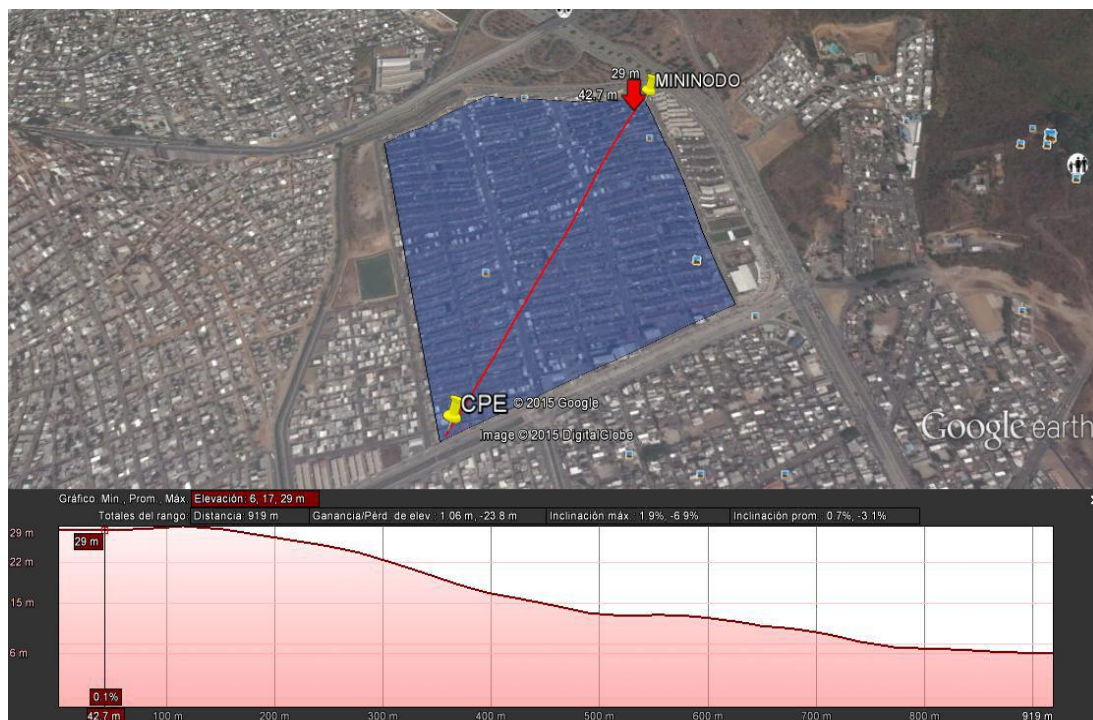 29 m
MININODO
42.7 m
CPE
© 2015 Google
Image © 2015 DigitalGlobe
Google earth
Gráfico Mín., Prom., Máx. Elevación: 6, 17, 29 m
Totales del rango: Distancia: 919 m Ganancia/Pérd. de elev.: 1.06 m, -23.8 m Inclinación máx.: 1.9%, -6.9% Inclinación prom.: 0.7%, -3.1%
29 m
29 m
22 m
15 m
6 m
0.1%
42.7 m 100 m 200 m 300 m 400 m 500 m 600 m 700 m 800 m 919 m